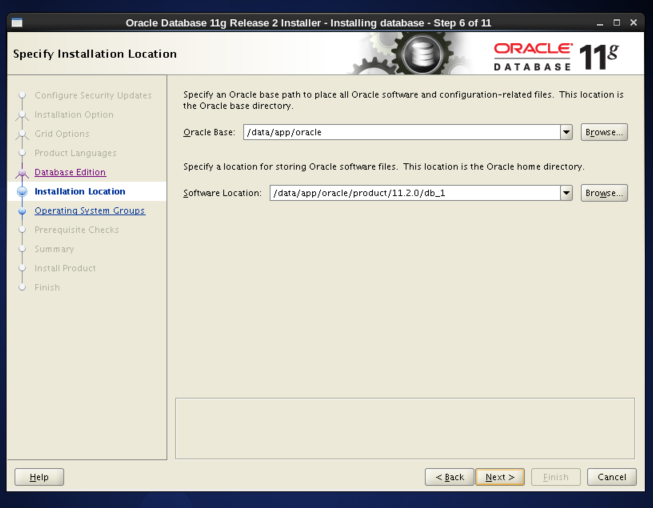 Oracle Database 11g Release 2 Installer - Installing database - Step 6 of 11
Specify Installation Location
ORACLE
DATABASE
11g
Configure Security Updates
Installation Option
Grid Options
Product Languages
Database Edition
Installation Location
Operating System Groups
Prerequisite Checks
Summary
Install Product
Finish
Specify an Oracle base path to place all Oracle software and configuration-related files. This location is
the Oracle base directory.
Oracle Base: /data/app/oracle Browse...
Specify a location for storing Oracle software files. This location is the Oracle home directory.
Software Location: /data/app/oracle/product/11.2.0/db_1 Browse...
Help < Back Next > Finish Cancel